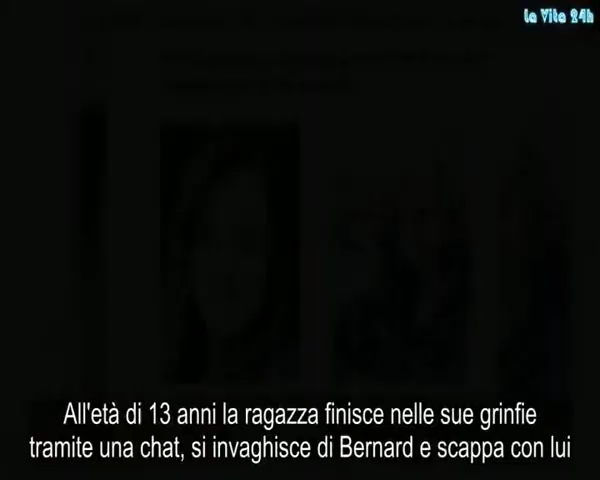 la Vita 24h
All'età di 13 anni la ragazza finisce nelle sue grinfie
tramite una chat, si invaghisce di Bernard e scappa con lui